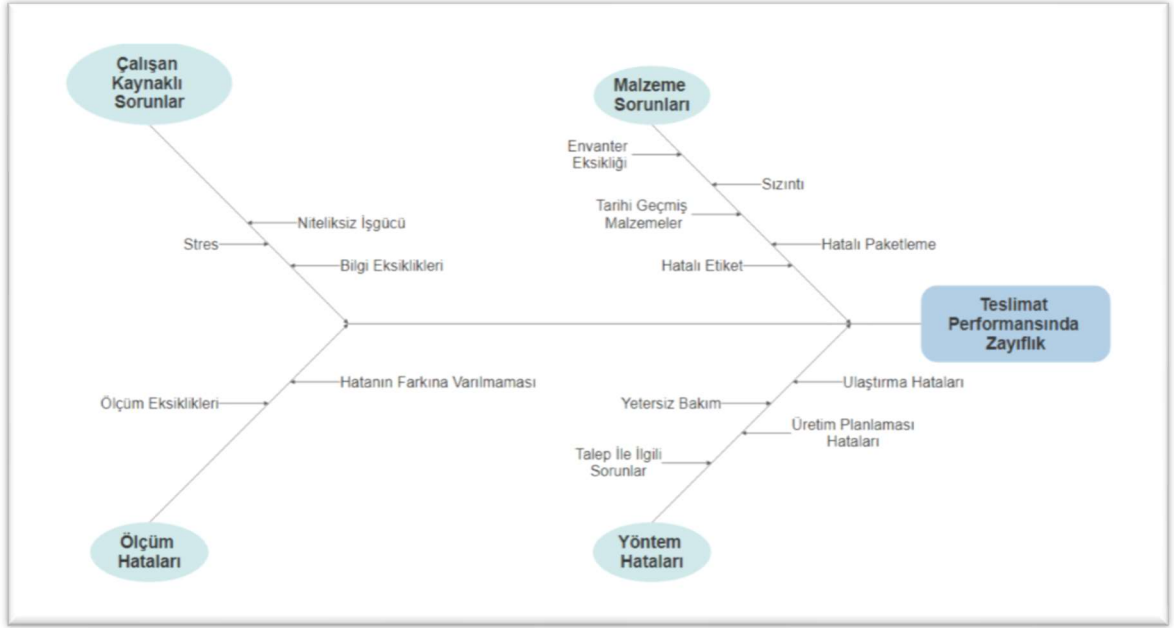 Çalışan
Kaynaklı
Sorunlar
Niteliksiz İşgücü
Stres
Bilgi Eksiklikleri
Malzeme
Sorunları
Envanter
Eksikliği
Sızıntı
Tarihi Geçmiş
Malzemeler
Hatalı Paketleme
Hatalı Etiket
Teslimat
Performansında
Zayıflık
Hatanın Farkına Varılmaması
Ölçüm Eksiklikleri
Ölçüm
Hataları
Ulaştırma Hataları
Yetersiz Bakım
Üretim Planlaması
Hataları
Talep İle İlgili
Sorunlar
Yöntem
Hataları